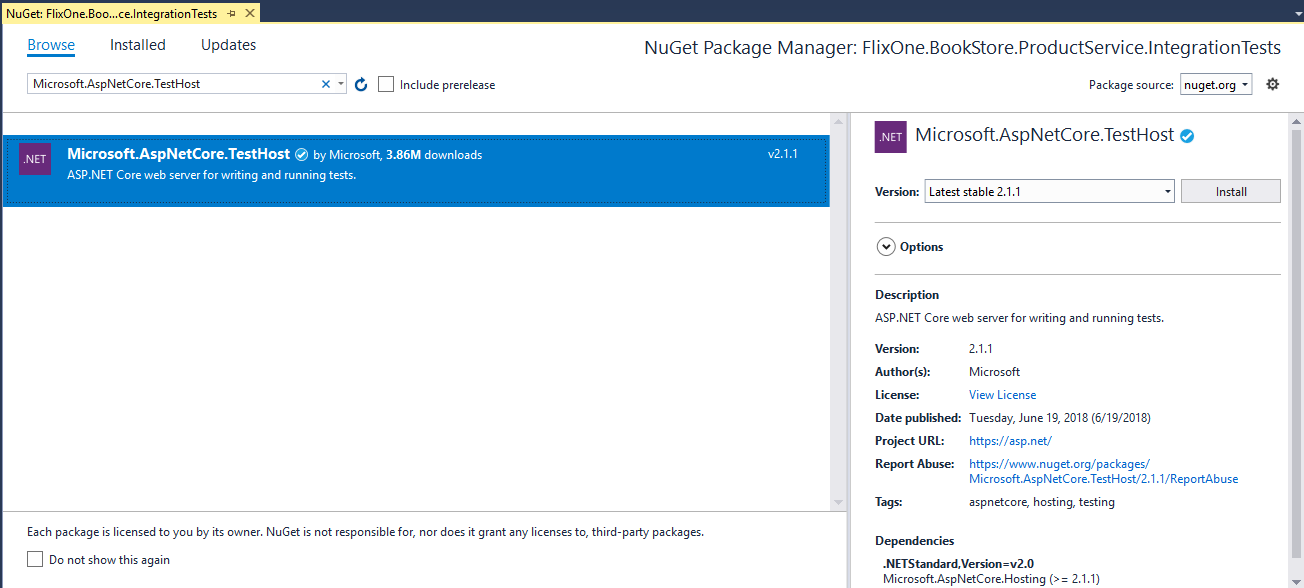 NuGet: FlixOne.Boo...ce.IntegrationTests
Browse Installed Updates
NuGet Package Manager: FlixOne.BookStore.ProductService.IntegrationTests
Microsoft.AspNetCore.TestHost
Include prerelease
Package source: nuget.org
.NET
Microsoft.AspNetCore.TestHost by Microsoft, 3.86M downloads
v2.1.1
ASP.NET Core web server for writing and running tests.
Each package is licensed to you by its owner. NuGet is not responsible for, nor does it grant any licenses to, third-party packages.
Do not show this again
.NET
Microsoft.AspNetCore.TestHost
Version: Latest stable 2.1.1
Install
Options
Description
ASP.NET Core web server for writing and running tests.
Version: 2.1.1
Author(s): Microsoft
License: View License
Date published: Tuesday, June 19, 2018 (6/19/2018)
Project URL: https://asp.net/
Report Abuse: https://www.nuget.org/packages/
Microsoft.AspNetCore.TestHost/2.1.1/ReportAbuse
Tags: aspnetcore, hosting, testing
Dependencies
.NETStandard,Version=v2.0
Microsoft.AspNetCore.Hosting (>= 2.1.1)